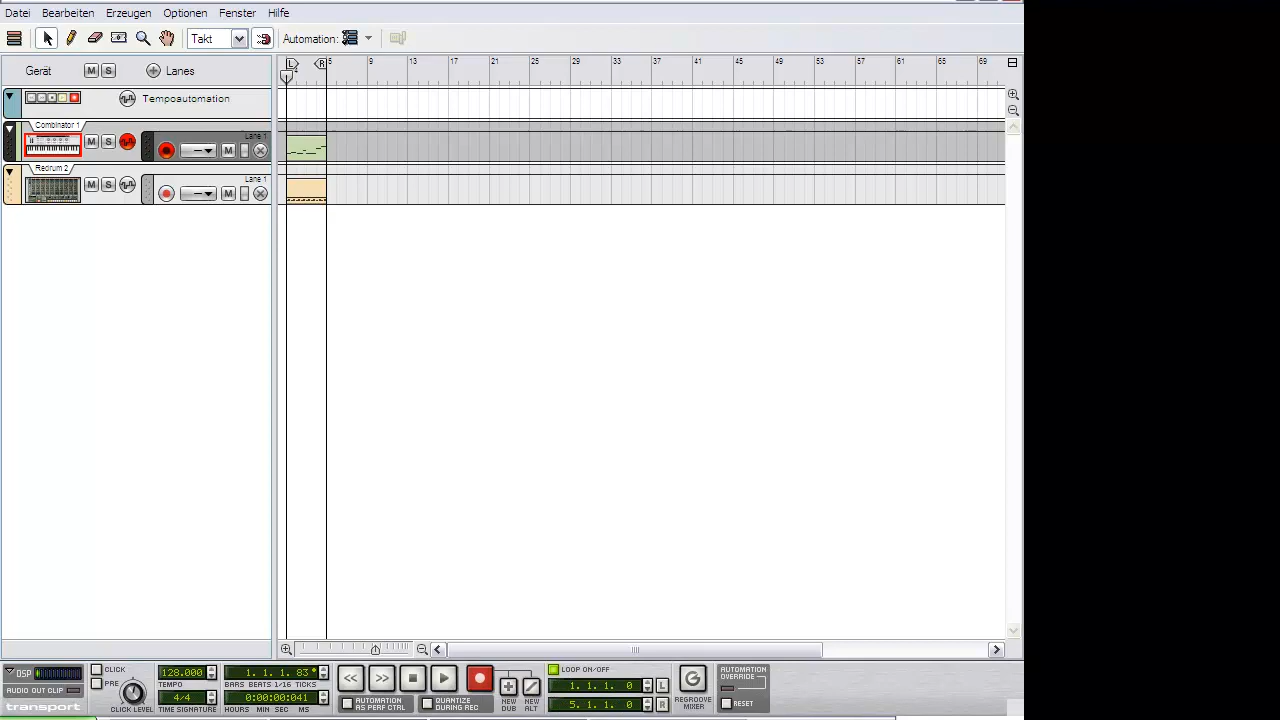 Datei Bearbeiten Erzeugen Optionen Fenster Hilfe
Takt Automation:
Gerät M S Lanes
L R 5 9 13 17 21 25 29 33 37 41 45 49 53 57 61 65 69
Tempoautomation
Combinator 1
M S Lane 1
M
Redrum 2
M S Lane 1
M
DSP
AUDIO OUT CLIP
transport
CLICK
PRE
CLICK LEVEL
128.000
TEMPO
4/4
TIME SIGNATURE
1. 1. 1. 83 *
BARS BEATS 1/16 TICKS
0:00:00:041
HOURS MIN SEC MS
AUTOMATION AS PERF CTRL
QUANTIZE DURING REC
NEW DUB
NEW ALT
LOOP ON/OFF
1. 1. 1. 0 L
5. 1. 1. 0 R
REGROOVE MIXER
AUTOMATION OVERRIDE
RESET